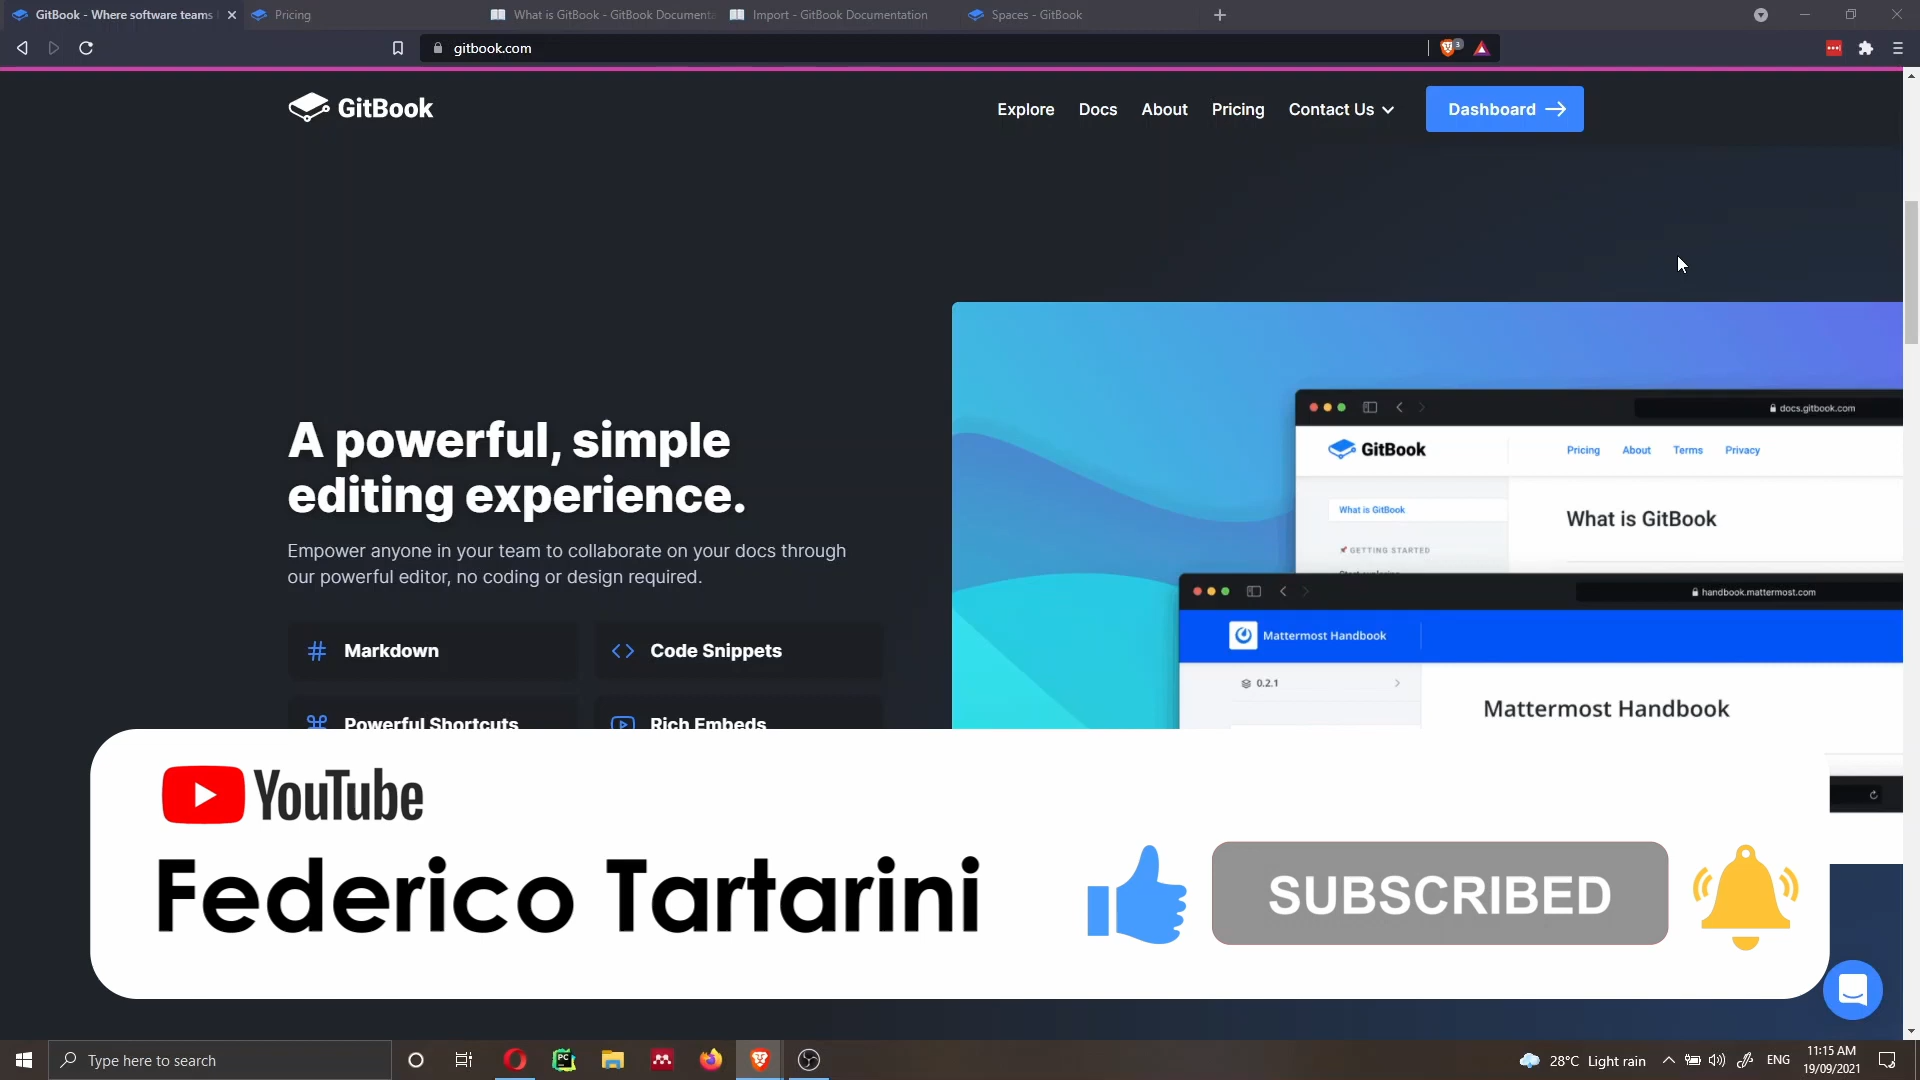 GitBook - Where software teams
Pricing
What is GitBook - GitBook Documenta
Import - GitBook Documentation
Spaces - GitBook
gitbook.com
3
GitBook
Explore
Docs
About
Pricing
Contact Us
Dashboard
A powerful, simple
editing experience.
Empower anyone in your team to collaborate on your docs through
our powerful editor, no coding or design required.
Markdown
Code Snippets
Powerful Shortcuts
Rich Embeds
docs.gitbook.com
GitBook
Pricing
About
Terms
Privacy
What is GitBook
What is GitBook
GETTING STARTED
handbook.mattermost.com
Mattermost Handbook
0.2.1
Mattermost Handbook
YouTube
Federico Tartarini
SUBSCRIBED
Type here to search
PC
28°C Light rain
ENG
11:15 AM
19/09/2021